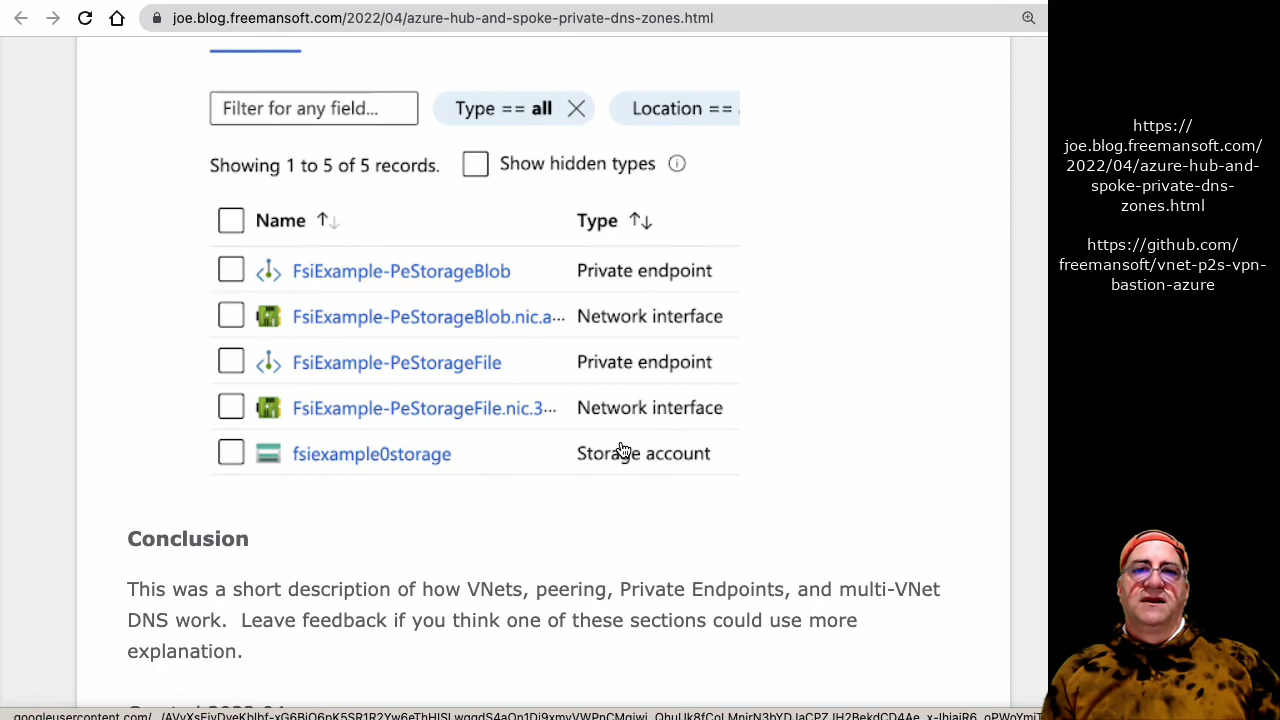 joe.blog.freemansoft.com/2022/04/azure-hub-and-spoke-private-dns-zones.html
Filter for any field...
Type == all
Location ==
Showing 1 to 5 of 5 records.
Show hidden types
Name
Type
FsiExample-PeStorageBlob
Private endpoint
FsiExample-PeStorageBlob.nic.a...
Network interface
FsiExample-PeStorageFile
Private endpoint
FsiExample-PeStorageFile.nic.3...
Network interface
fsiexample0storage
Storage account
Conclusion
This was a short description of how VNets, peering, Private Endpoints, and multi-VNet
DNS work.  Leave feedback if you think one of these sections could use more
explanation.
https://
joe.blog.freemansoft.com/
2022/04/azure-hub-and-
spoke-private-dns-
zones.html
https://github.com/
freemansoft/vnet-p2s-vpn-
bastion-azure